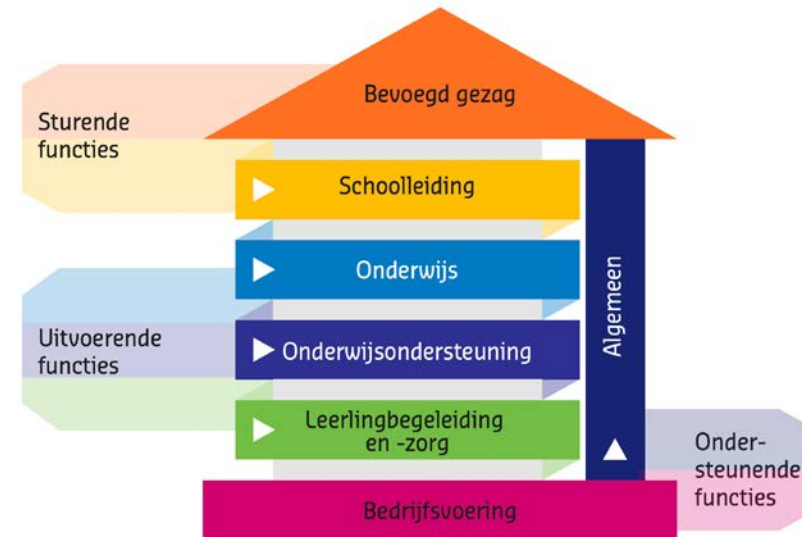 Bevoegd gezag
Sturende
functies
Schoolleiding
Onderwijs
Uitvoerende
functies
Onderwijsondersteuning
Leerlingbegeleiding
en -zorg
Algemeen
Onder-
steunende
functies
Bedrijfsvoering